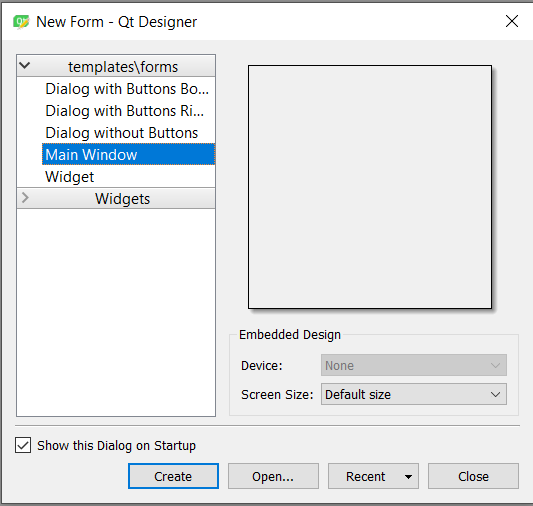 New Form - Qt Designer
templates\forms
Dialog with Buttons Bo...
Dialog with Buttons Ri...
Dialog without Buttons
Main Window
Widget
Widgets
Embedded Design
Device: None
Screen Size: Default size
Show this Dialog on Startup
Create Open... Recent Close